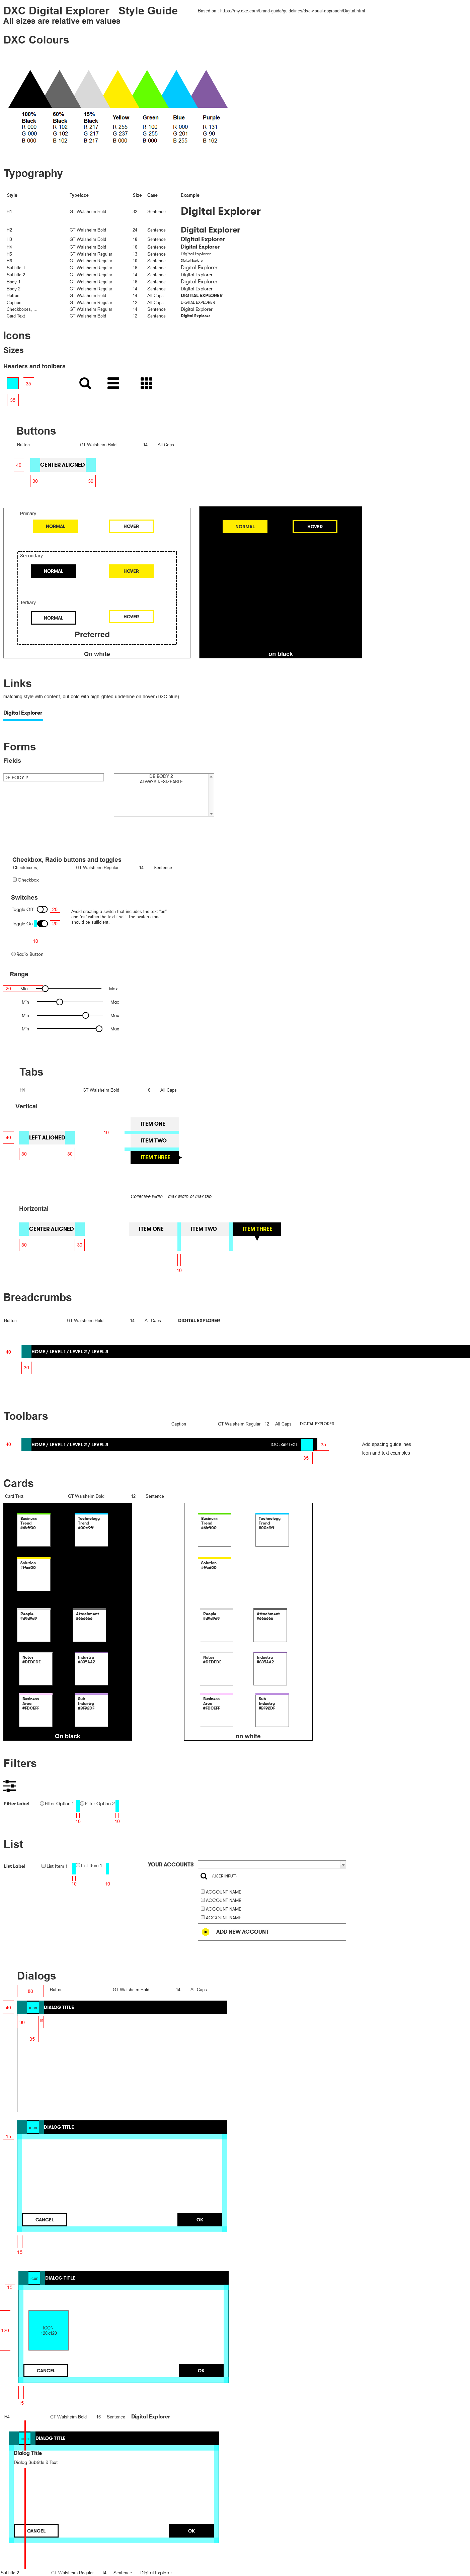 DXC Digital Explorer Style Guide
Based on : https://my.dxc.com/brand-guide/guidelines/dxc-visual-approach/Digital.html
All sizes are relative em values
DXC Colours
100% Black R 000 G 000 B 000
60% Black R 102 G 102 B 102
15% Black R 217 G 217 B 217
Yellow R 255 G 237 B 000
Green R 100 G 255 B 000
Blue R 000 G 201 B 255
Purple R 131 G 90 B 162
Typography
Style Typeface Size Case Example
H1 GT Walsheim Bold 32 Sentence Digital Explorer
H2 GT Walsheim Bold 24 Sentence Digital Explorer
H3 GT Walsheim Bold 18 Sentence Digital Explorer
H4 GT Walsheim Bold 16 Sentence Digital Explorer
H5 GT Walsheim Regular 13 Sentence Digital Explorer
H6 GT Walsheim Regular 10 Sentence Digital Explorer
Subtitle 1 GT Walsheim Regular 16 Sentence Digital Explorer
Subtitle 2 GT Walsheim Regular 14 Sentence Digital Explorer
Body 1 GT Walsheim Regular 16 Sentence Digital Explorer
Body 2 GT Walsheim Regular 14 Sentence Digital Explorer
Button GT Walsheim Bold 14 All Caps DIGITAL EXPLORER
Caption GT Walsheim Regular 12 All Caps DIGITAL EXPLORER
Checkboxes, ... GT Walsheim Regular 14 Sentence Digital Explorer
Card Text GT Walsheim Bold 12 Sentence Digital Explorer
Icons
Sizes
Headers and toolbars
35
35
Buttons
Button GT Walsheim Bold 14 All Caps
40 CENTER ALIGNED
30 30
Primary
NORMAL HOVER NORMAL HOVER
Secondary
NORMAL HOVER
Tertiary
NORMAL HOVER
Preferred
On white on black
Links
matching style with content. but bold with highlighted underline on hover (DXC blue)
Digital Explorer
Forms
Fields
DE BODY 2
DE BODY 2
ALWAYS RESIZEABLE
Checkbox, Radio buttons and toggles
Checkboxes, ... GT Walsheim Regular 14 Sentence
Checkbox
Switches
Toggle Off 20
Toggle On 20
10
Avoid creating a switch that includes the text "on"
and "off" within the text itself. The switch alone
should be sufficient.
Radio Button
Range
20 Min Max
Min Max
Min Max
Min Max
Tabs
H4 GT Walsheim Bold 16 All Caps
Vertical
40 LEFT ALIGNED
30 30
ITEM ONE
10
ITEM TWO
ITEM THREE
Collective width = max width of max tab
Horizontal
40 CENTER ALIGNED ITEM ONE ITEM TWO ITEM THREE
30 30
10
Breadcrumbs
Button GT Walsheim Bold 14 All Caps DIGITAL EXPLORER
40 HOME / LEVEL 1 / LEVEL 2 / LEVEL 3
30
Toolbars
Caption GT Walsheim Regular 12 All Caps DIGITAL EXPLORER
40 HOME / LEVEL 1 / LEVEL 2 / LEVEL 3 TOOLBAR TEXT 35
35
Add spacing guidelines
icon and text examples
Cards
Card Text GT Walsheim Bold 12 Sentence
Business Trend Technology Trend #00c9ff
Solution #ffed00
People #d9d9d9 Attachment #666666
Notes #DEDEDE Industry #835AA2
Business Area #FDCEFF Sub Industry #BF92DF
On black
Business Trend Technology Trend #00c9ff
Solution #ffed00
People #d9d9d9 Attachment #666666
Notes #DEDEDE Industry #835AA2
Business Area #FDCEFF Sub Industry #BF92DF
on white
Filters
Filter Label Filter Option 1 Filter Option 2
10 10
List
List Label List Item 1 List Item 1
10 10
YOUR ACCOUNTS
(USER INPUT)
ACCOUNT NAME
ACCOUNT NAME
ACCOUNT NAME
ACCOUNT NAME
ADD NEW ACCOUNT
Dialogs
Button GT Walsheim Bold 14 All Caps
80
40 ICON DIALOG TITLE
30
35
ICON DIALOG TITLE
15
CANCEL OK
15
ICON DIALOG TITLE
15
120
ICON
120x120
CANCEL OK
15
H4 GT Walsheim Bold 16 Sentence Digital Explorer
DIALOG TITLE
Dialog Title
Dialog Subtitle & Text
CANCEL OK
Subtitle 2 GT Walsheim Regular 14 Sentence Digital Explorer